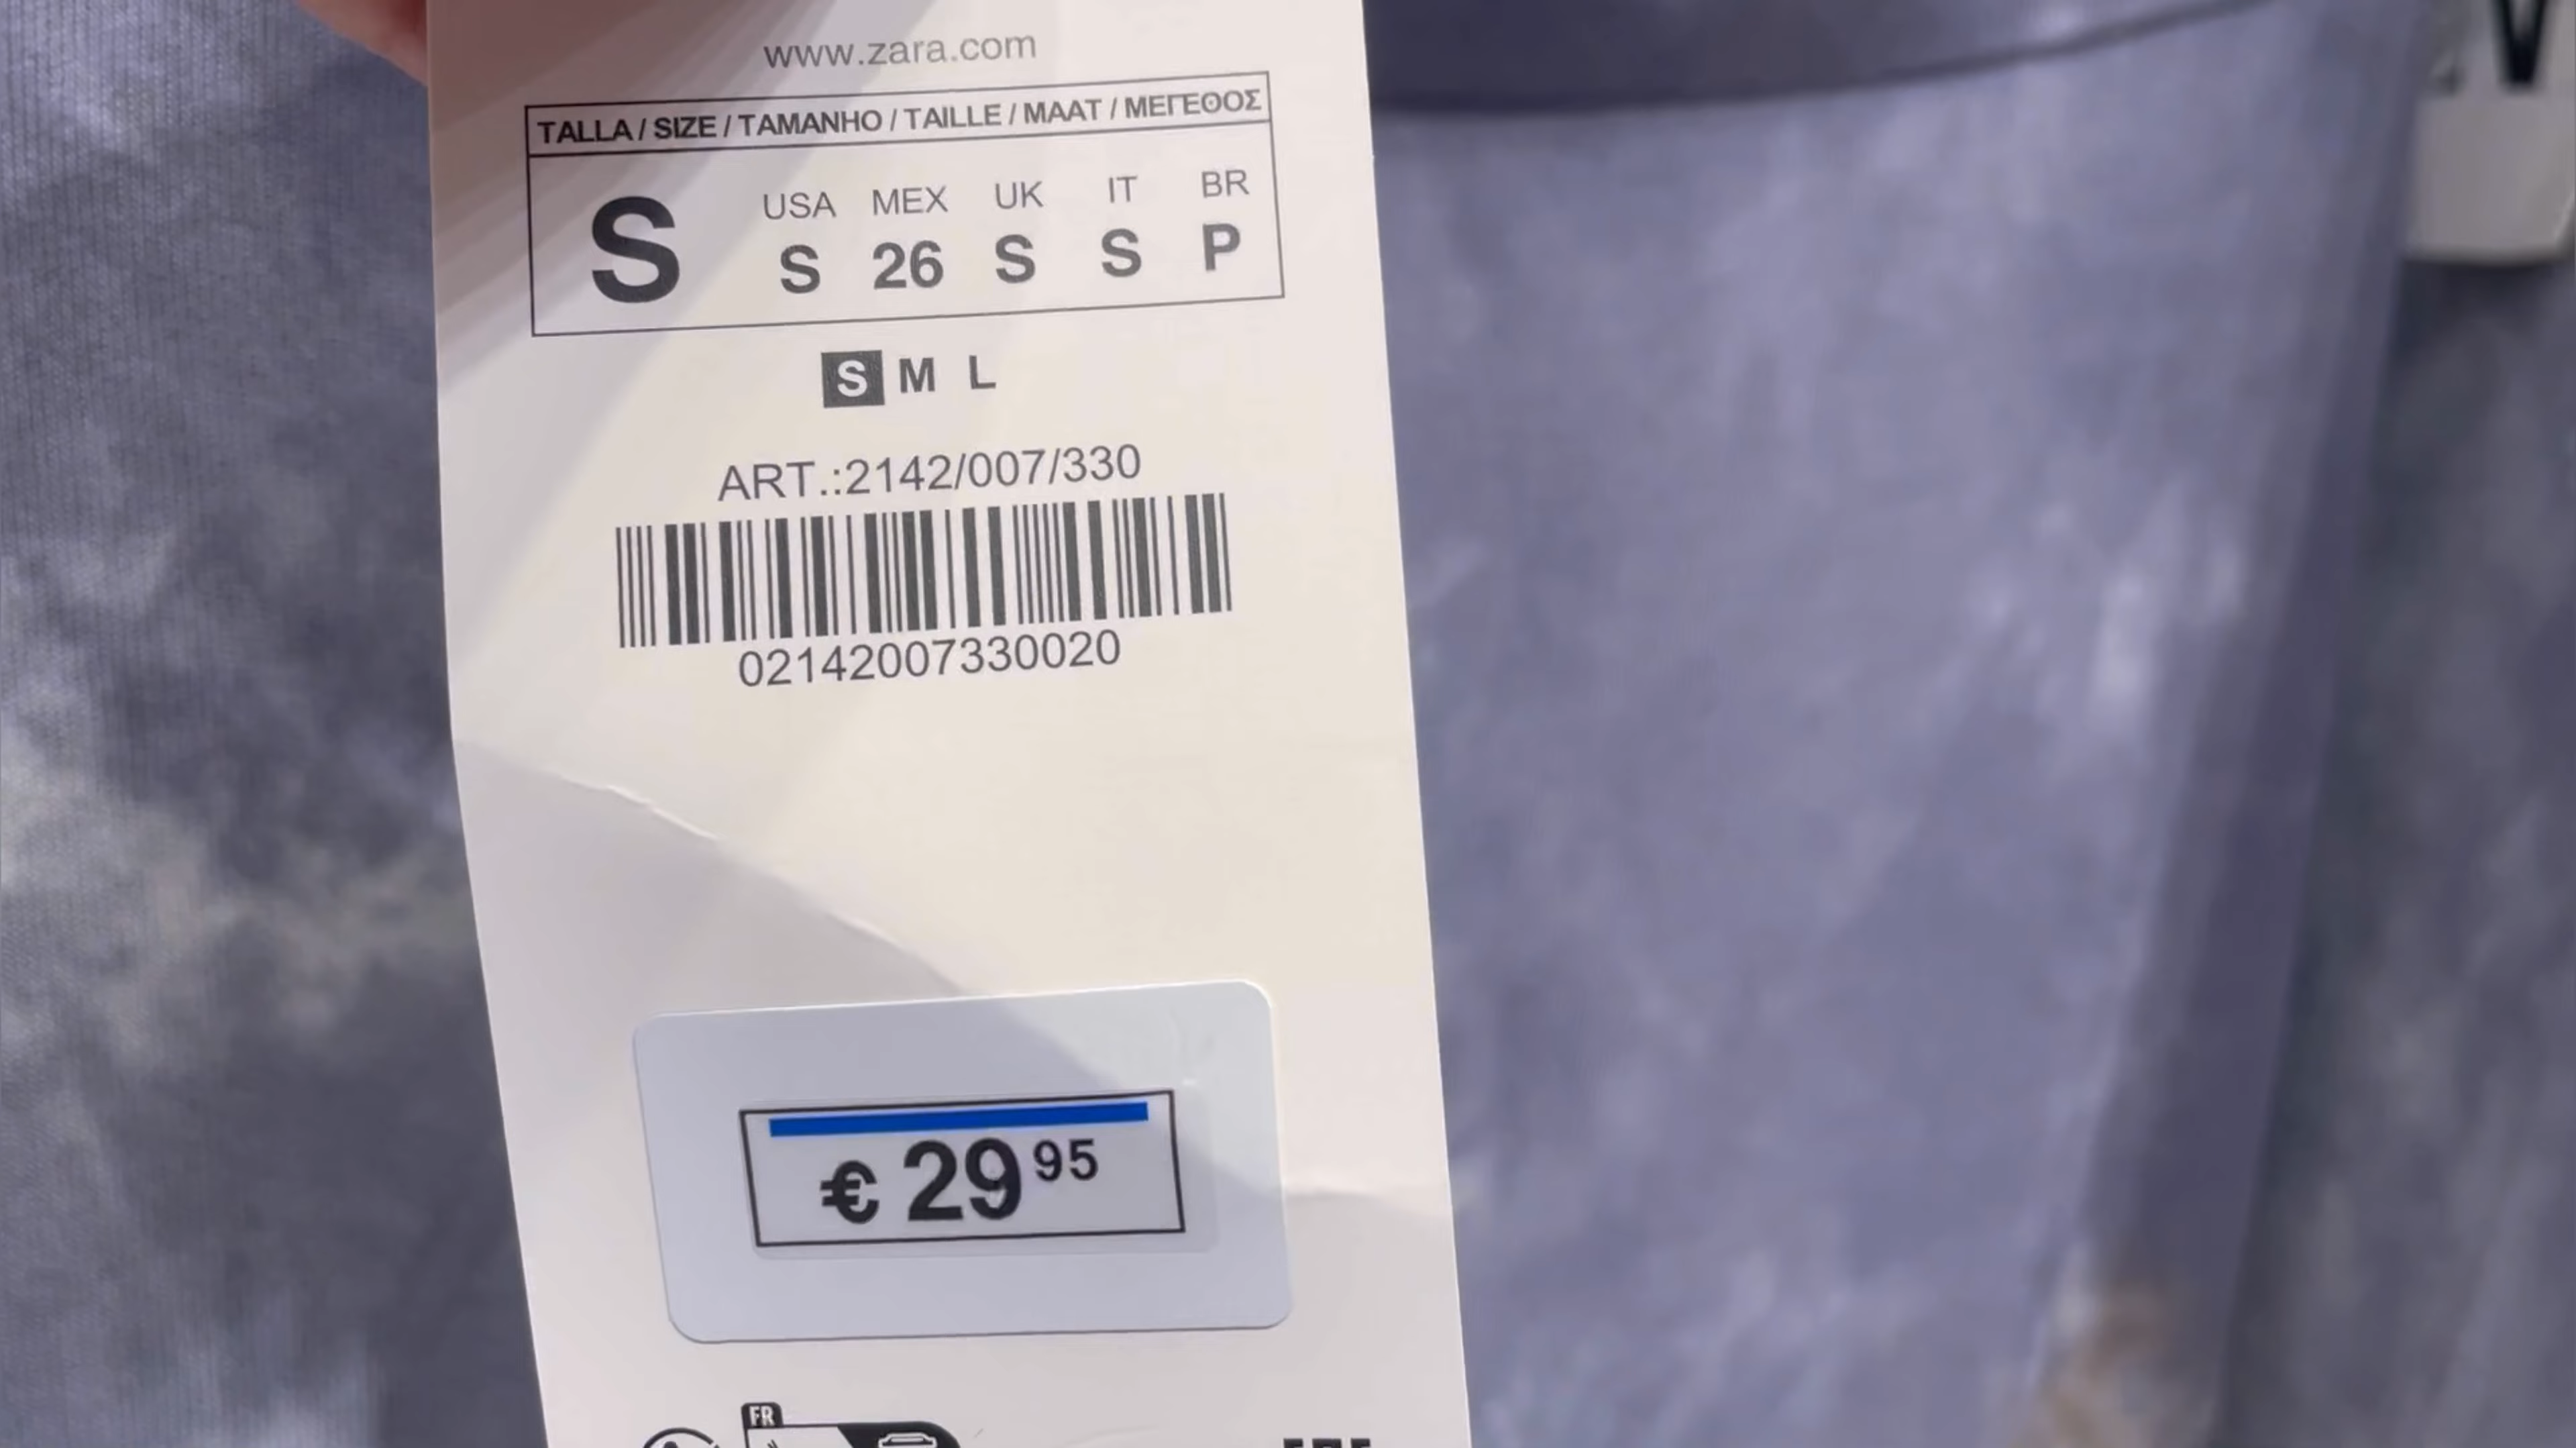 www.zara.com
TALLA / SIZE / TAMANHO / TAILLE / MAAT / ΜΕΓΕΘΟΣ
USA MEX UK IT BR
S S 26 S S P
S M L
ART.:2142/007/330
02142007330020
€ 29 95
FR